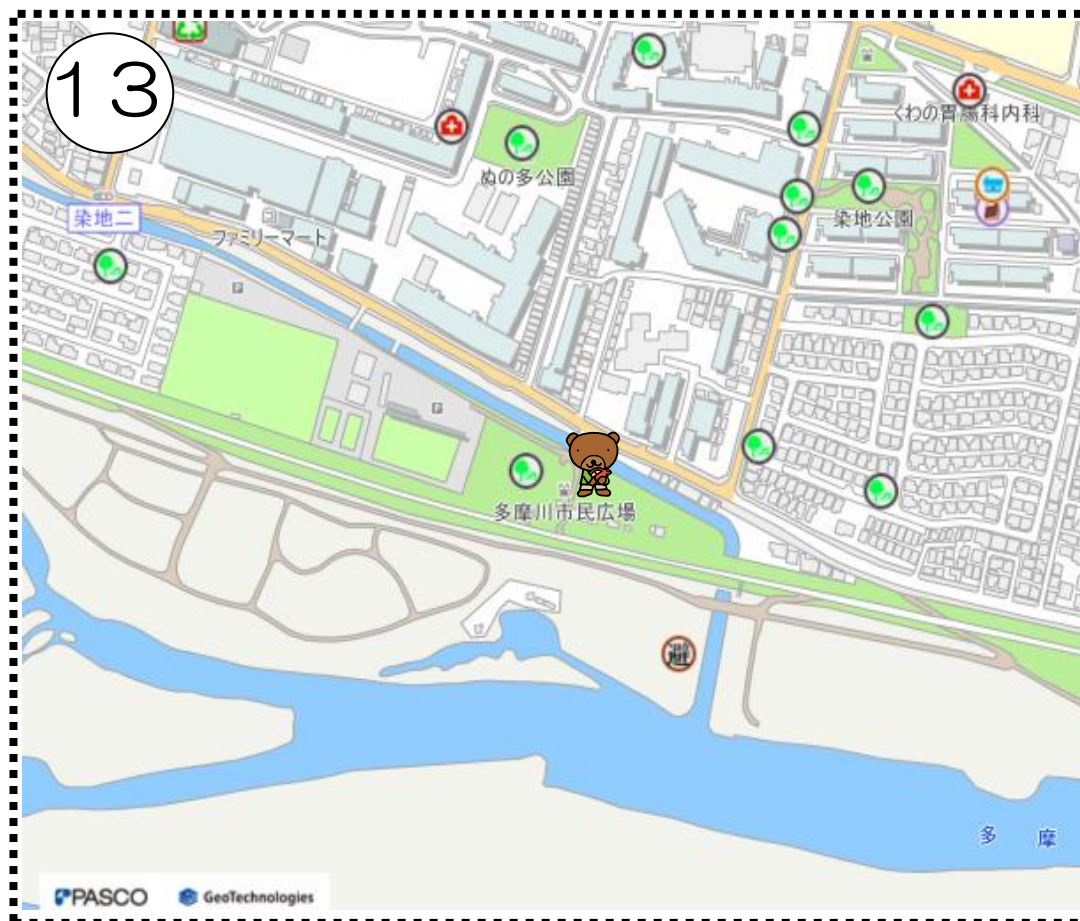 13
くわの胃腸科内科
ぬの多公園
染地二
染地公園
ファミリーマート
P
P
多摩川市民広場
避
多 摩
PASCO
GeoTechnologies